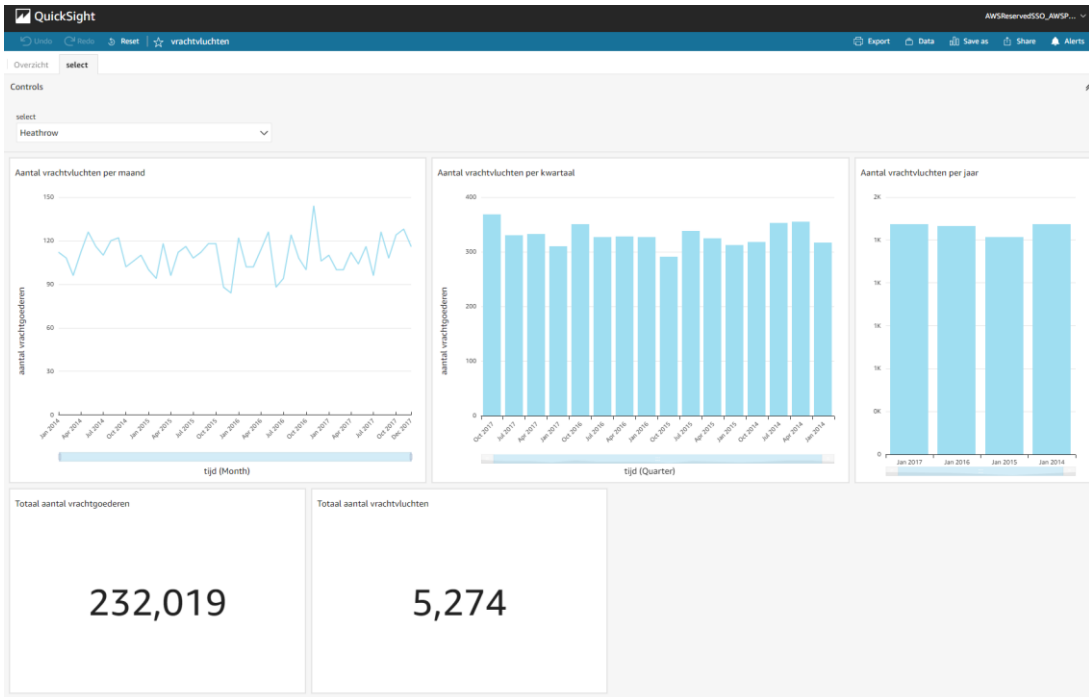 QuickSight
AWSReservedSSO_AWSP...
Undo Redo Reset vrachtvluchten
Export Data Save as Share Alerts
Overzicht select
Controls
select
Heathrow
Aantal vrachtvluchten per maand
150
120
90
60
30
0
aantal vrachtgoederen
Jan 2014 Apr 2014 Jul 2014 Oct 2014 Jan 2015 Apr 2015 Jul 2015 Oct 2015 Jan 2016 Apr 2016 Jul 2016 Oct 2016 Jan 2017 Apr 2017 Jul 2017 Oct 2017 Dec 2017
tijd (Month)
Aantal vrachtvluchten per kwartaal
400
300
200
100
0
aantal vrachtgoederen
Oct 2017 Jul 2017 Apr 2017 Jan 2017 Oct 2016 Jul 2016 Apr 2016 Jan 2016 Oct 2015 Jul 2015 Apr 2015 Jan 2015 Oct 2014 Jul 2014 Apr 2014 Jan 2014
tijd (Quarter)
Aantal vrachtvluchten per jaar
2K
1K
1K
1K
1K
0K
0
Jan 2017 Jan 2016 Jan 2015 Jan 2014
Totaal aantal vrachtgoederen
232,019
Totaal aantal vrachtvluchten
5,274